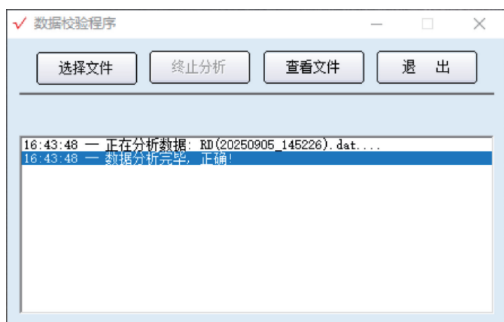 数据校验程序
选择文件 终止分析 查看文件 退 出
16:43:48 — 正在分析数据: RD(20250905_145226).dat....
16:43:48 — 数据分析完毕, 正确!